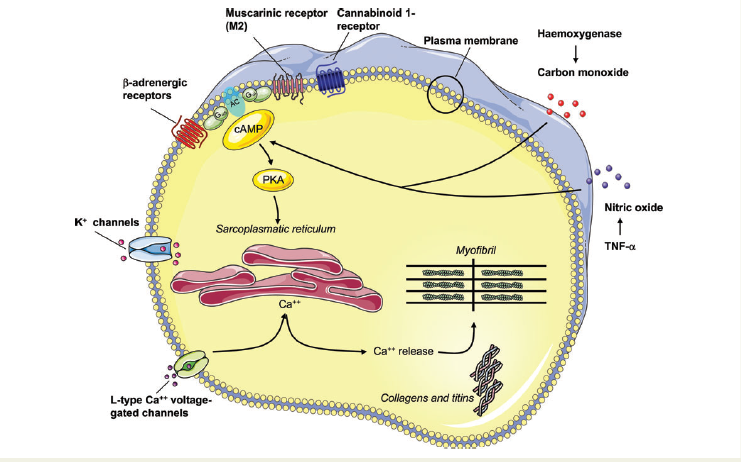 Muscarinic receptor
(M2)
Cannabinoid 1-
receptor
Plasma membrane
Haemoxygenase
Carbon monoxide
β-adrenergic
receptors
AC
cAMP
PKA
Nitric oxide
TNF-α
K⁺ channels
Sarcoplasmatic reticulum
Myofibril
Ca⁺⁺
Ca⁺⁺ release
Collagens and titins
L-type Ca⁺⁺ voltage-
gated channels